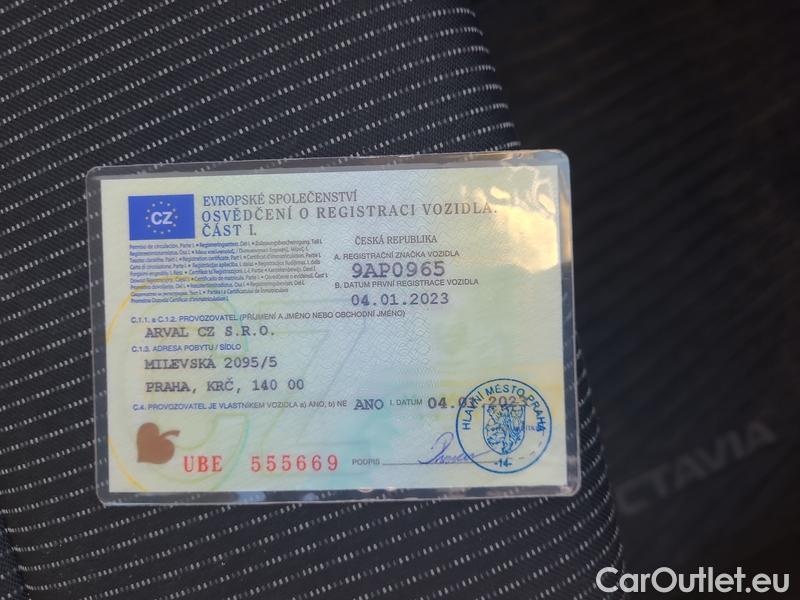 CZ
EVROPSKÉ SPOLEČENSTVÍ
OSVĚDČENÍ O REGISTRACI VOZIDLA.
ČÁST I.
ČESKÁ REPUBLIKA
A. REGISTRAČNÍ ZNAČKA VOZIDLA
9AP0965
B. DATUM PRVNÍ REGISTRACE VOZIDLA
04.01.2023
C.1.1. a C.1.2. PROVOZOVATEL (PŘÍJMENÍ A JMÉNO NEBO OBCHODNÍ JMÉNO)
ARVAL CZ S.R.O.
C.1.3. ADRESA POBYTU / SÍDLO
MILEVSKÁ 2095/5
PRAHA, KRČ, 140 00
C.4. PROVOZOVATEL JE VLASTNÍKEM VOZIDLA a) ANO, b) NE ANO I. DATUM 04.01.2023
HLAVNÍ MĚSTO PRAHA
-14-
UBE 555669 PODPIS
CTAVIA
CarOutlet.eu